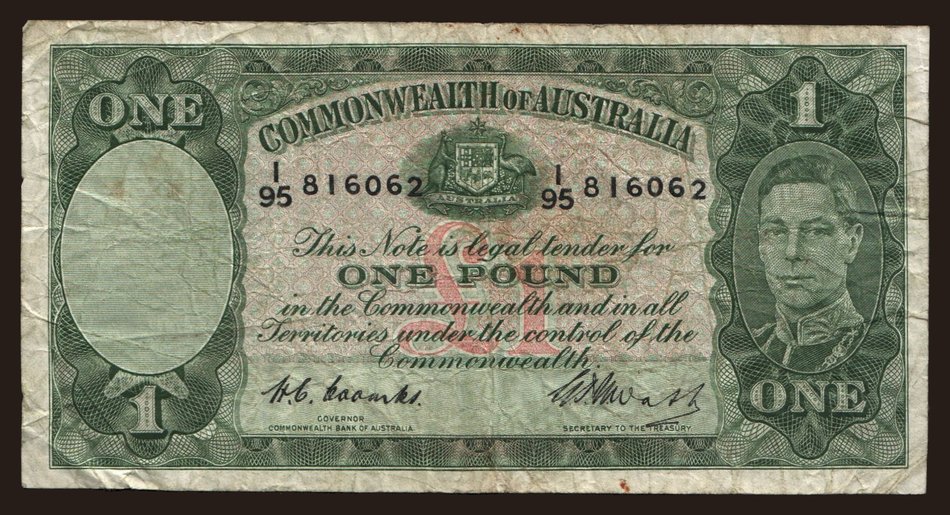 ONE
1
COMMONWEALTH OF AUSTRALIA
I/95 816062
I/95 816062
AUSTRALIA
This Note is legal tender for
ONE POUND
in the Commonwealth and in all
Territories under the control of the
Commonwealth.
£1
H.C. Coombs.
GOVERNOR
COMMONWEALTH BANK OF AUSTRALIA
SECRETARY TO THE TREASURY
1
ONE